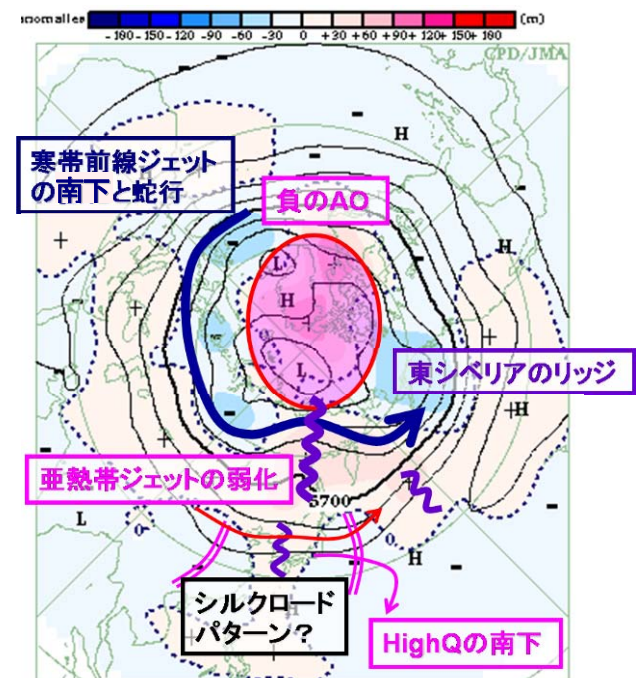 anomalies
(m)
-180 -150 -120 -90 -60 -30 0 +30 +60 +90 +120 150+ 180
CPD/JMA
H
寒帯前線ジェット
の南下と蛇行
負のAO
L
H
H
L
東シベリアのリッジ
H
亜熱帯ジェットの弱化
5700
L
H
シルクロード
パターン？
HighQの南下